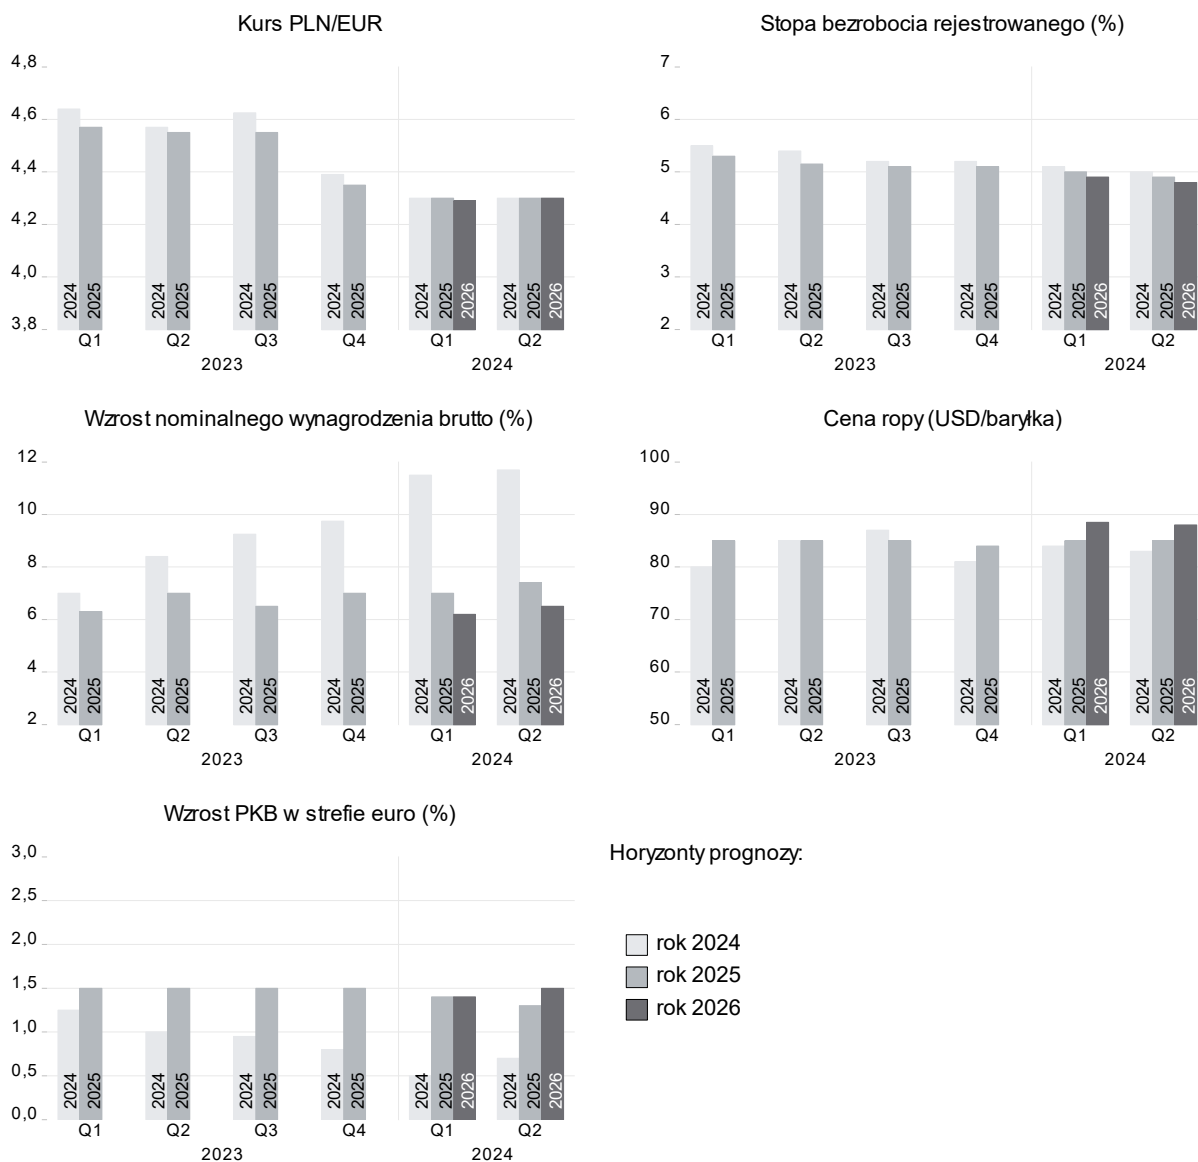 Kurs PLN/EUR
4,8
4,6
4,4
4,2
4,0
3,8
2024 2025 2024 2025 2024 2025 2024 2025 2024 2025 2026 2024 2025 2026
Q1 Q2 Q3 Q4 Q1 Q2
2023 2024
Stopa bezrobocia rejestrowanego (%)
7
6
5
4
3
2
2024 2025 2024 2025 2024 2025 2024 2025 2024 2025 2026 2024 2025 2026
Q1 Q2 Q3 Q4 Q1 Q2
2023 2024
Wzrost nominalnego wynagrodzenia brutto (%)
12
10
8
6
4
2
2024 2025 2024 2025 2024 2025 2024 2025 2024 2025 2026 2024 2025 2026
Q1 Q2 Q3 Q4 Q1 Q2
2023 2024
Cena ropy (USD/baryłka)
100
90
80
70
60
50
2024 2025 2024 2025 2024 2025 2024 2025 2024 2025 2026 2024 2025 2026
Q1 Q2 Q3 Q4 Q1 Q2
2023 2024
Wzrost PKB w strefie euro (%)
3,0
2,5
2,0
1,5
1,0
0,5
0,0
2024 2025 2024 2025 2024 2025 2024 2025 2024 2025 2026 2024 2025 2026
Q1 Q2 Q3 Q4 Q1 Q2
2023 2024
Horyzonty prognozy:
rok 2024
rok 2025
rok 2026